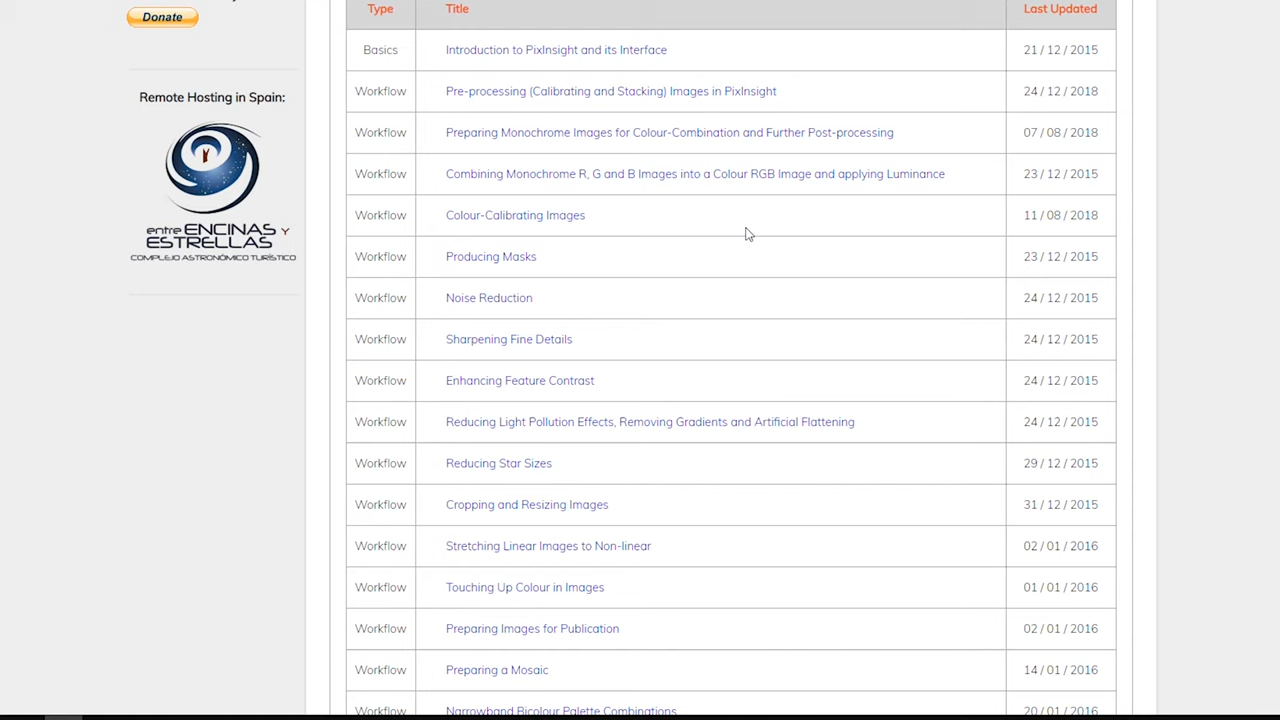 Donate
Remote Hosting in Spain:
entre ENCINAS Y
ESTRELLAS
COMPLEJO ASTRONÓMICO TURÍSTICO
Type Title Last Updated
Basics Introduction to PixInsight and its Interface 21 / 12 / 2015
Workflow Pre-processing (Calibrating and Stacking) Images in PixInsight 24 / 12 / 2018
Workflow Preparing Monochrome Images for Colour-Combination and Further Post-processing 07 / 08 / 2018
Workflow Combining Monochrome R, G and B Images into a Colour RGB Image and applying Luminance 23 / 12 / 2015
Workflow Colour-Calibrating Images 11 / 08 / 2018
Workflow Producing Masks 23 / 12 / 2015
Workflow Noise Reduction 24 / 12 / 2015
Workflow Sharpening Fine Details 24 / 12 / 2015
Workflow Enhancing Feature Contrast 24 / 12 / 2015
Workflow Reducing Light Pollution Effects, Removing Gradients and Artificial Flattening 24 / 12 / 2015
Workflow Reducing Star Sizes 29 / 12 / 2015
Workflow Cropping and Resizing Images 31 / 12 / 2015
Workflow Stretching Linear Images to Non-linear 02 / 01 / 2016
Workflow Touching Up Colour in Images 01 / 01 / 2016
Workflow Preparing Images for Publication 02 / 01 / 2016
Workflow Preparing a Mosaic 14 / 01 / 2016
Workflow Narrowband Bicolour Palette Combinations 20 / 01 / 2016